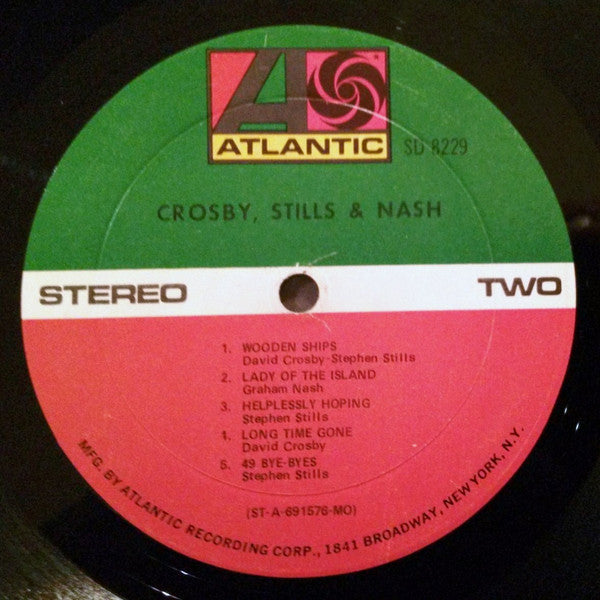 ATLANTIC
SD 8229
CROSBY, STILLS & NASH
STEREO
TWO
1. WOODEN SHIPS
David Crosby-Stephen Stills
2. LADY OF THE ISLAND
Graham Nash
3. HELPLESSLY HOPING
Stephen Stills
4. LONG TIME GONE
David Crosby
5. 49 BYE-BYES
Stephen Stills
(ST-A-691576-MO)
MFG. BY ATLANTIC RECORDING CORP., 1841 BROADWAY, NEW YORK, N.Y.